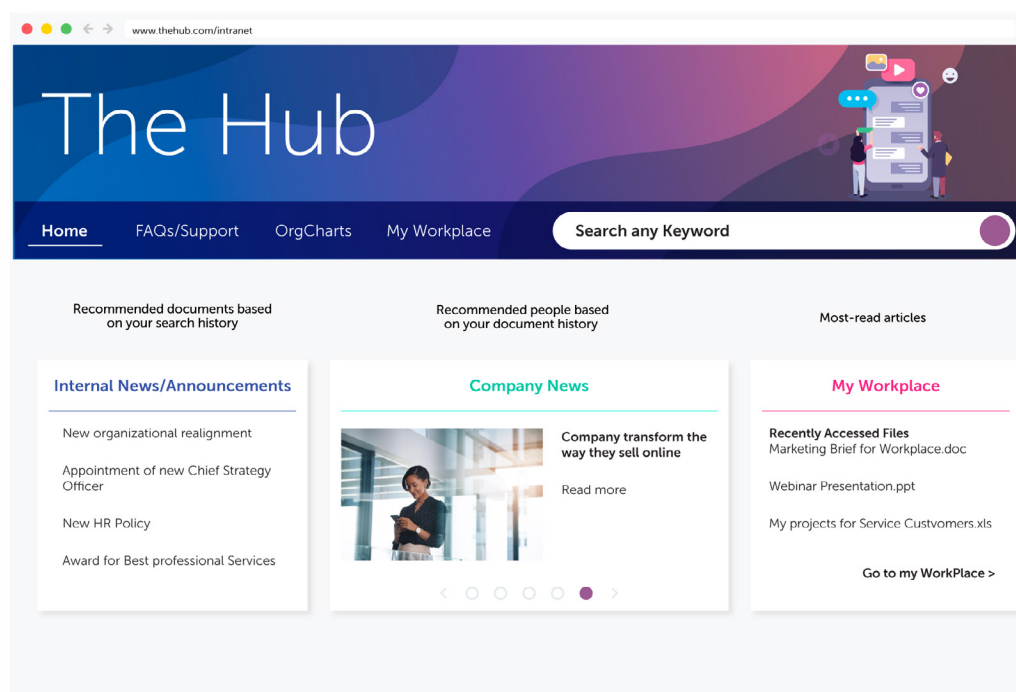 www.thehub.com/intranet
The Hub
Home
FAQs/Support
OrgCharts
My Workplace
Search any Keyword
Recommended documents based
on your search history
Recommended people based
on your document history
Most-read articles
Internal News/Announcements
New organizational realignment
Appointment of new Chief Strategy
Officer
New HR Policy
Award for Best professional Services
Company News
Company transform the
way they sell online
Read more
My Workplace
Recently Accessed Files
Marketing Brief for Workplace.doc
Webinar Presentation.ppt
My projects for Service Custvomers.xls
Go to my WorkPlace >